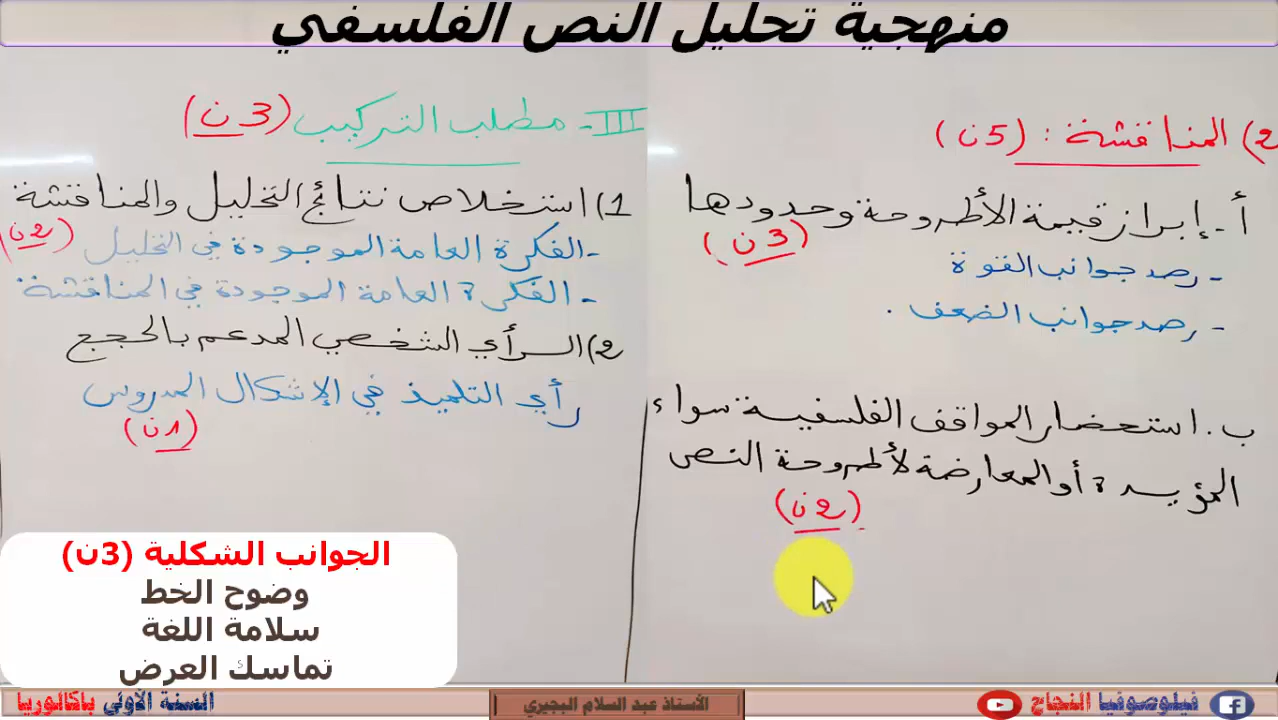 منهجية تحليل النص الفلسفي
2) المناقشة : (5ن)
أ - إبراز قيمة الأطروحة وحدودها
(3ن)
- رصد جوانب القوة
- رصد جوانب الضعف .
ب . استحضار المواقف الفلسفية سواء
المؤيدة أو المعارضة لأطروحة النص
(2ن)
III - مطلب التركيب (3ن)
1) استخلاص نتائج التحليل والمناقشة
- الفكرة العامة الموجودة في التحليل (2ن)
- الفكرة العامة الموجودة في المناقشة
2) الرأي الشخصي المدعم بالحجج
رأي التلميذ في الإشكال المدروس
(1ن)
الجوانب الشكلية (3ن)
وضوح الخط
سلامة اللغة
تماسك العرض
فيلوصوفيا النجاح
الأستاذ عبد السلام البجيري
السنة الأولى باكالوريا